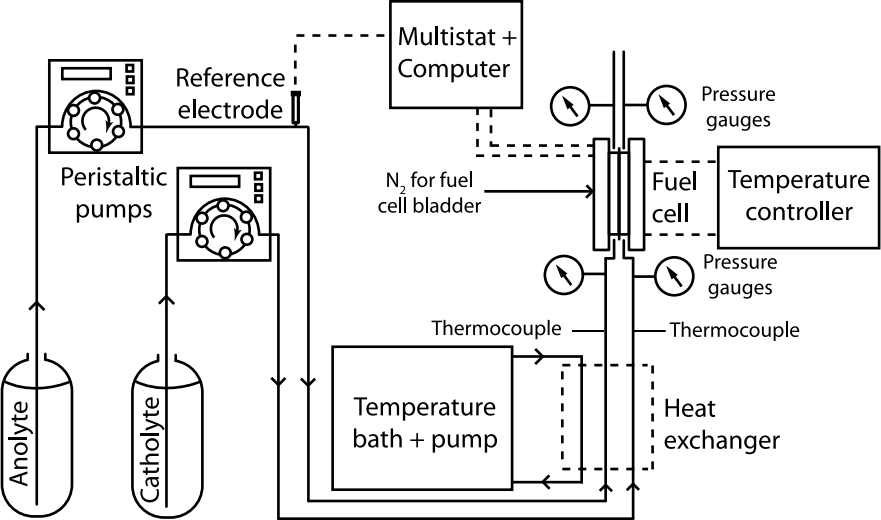 Multistat +
Computer
Reference
electrode
Pressure
gauges
Peristaltic
pumps
N2 for fuel
cell bladder
Fuel
cell
Temperature
controller
Pressure
gauges
Thermocouple
Thermocouple
Anolyte
Catholyte
Temperature
bath + pump
Heat
exchanger